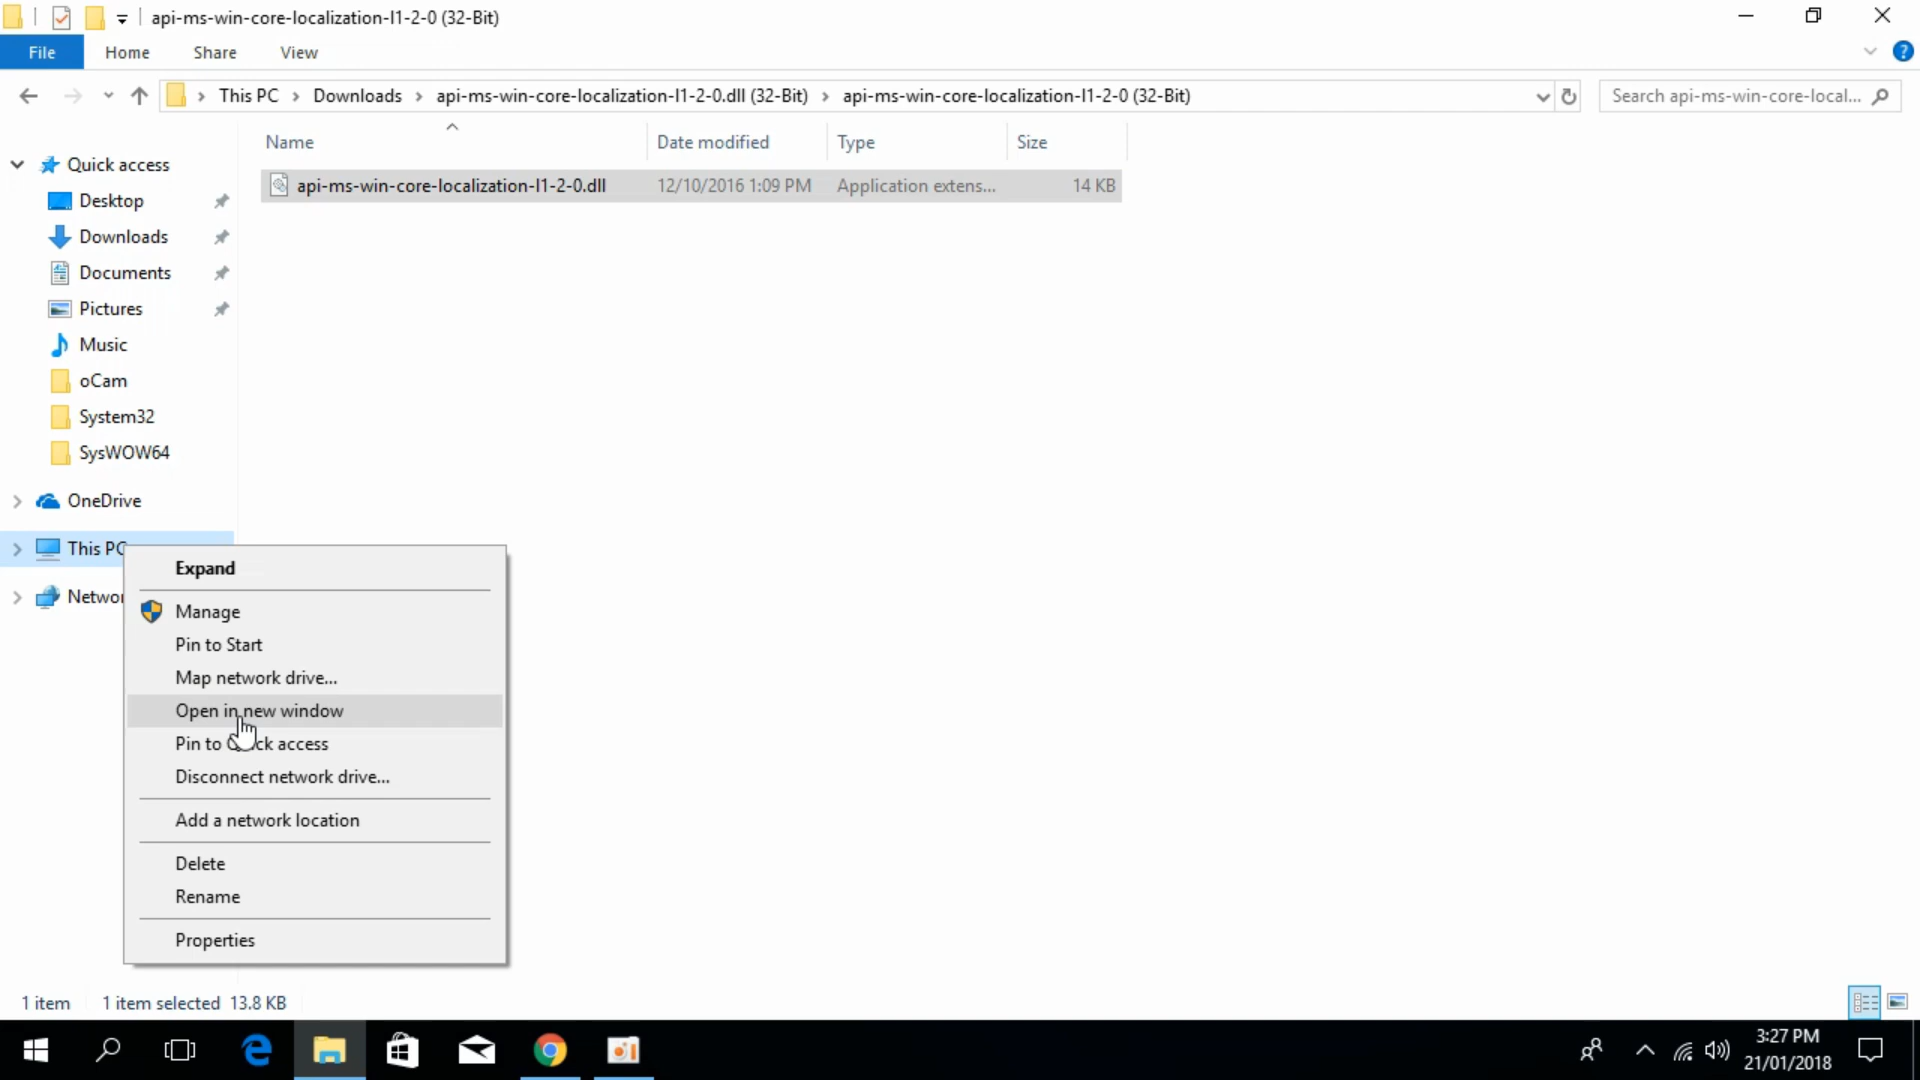 api-ms-win-core-localization-l1-2-0 (32-Bit)
File Home Share View
This PC Downloads api-ms-win-core-localization-l1-2-0.dll (32-Bit) api-ms-win-core-localization-l1-2-0 (32-Bit)
Search api-ms-win-core-local...
Name Date modified Type Size
api-ms-win-core-localization-l1-2-0.dll 12/10/2016 1:09 PM Application extens... 14 KB
Quick access
Desktop
Downloads
Documents
Pictures
Music
oCam
System32
SysWOW64
OneDrive
This PC
Networ
Expand
Manage
Pin to Start
Map network drive...
Open in new window
Pin to Quick access
Disconnect network drive...
Add a network location
Delete
Rename
Properties
1 item 1 item selected 13.8 KB
3:27 PM
21/01/2018